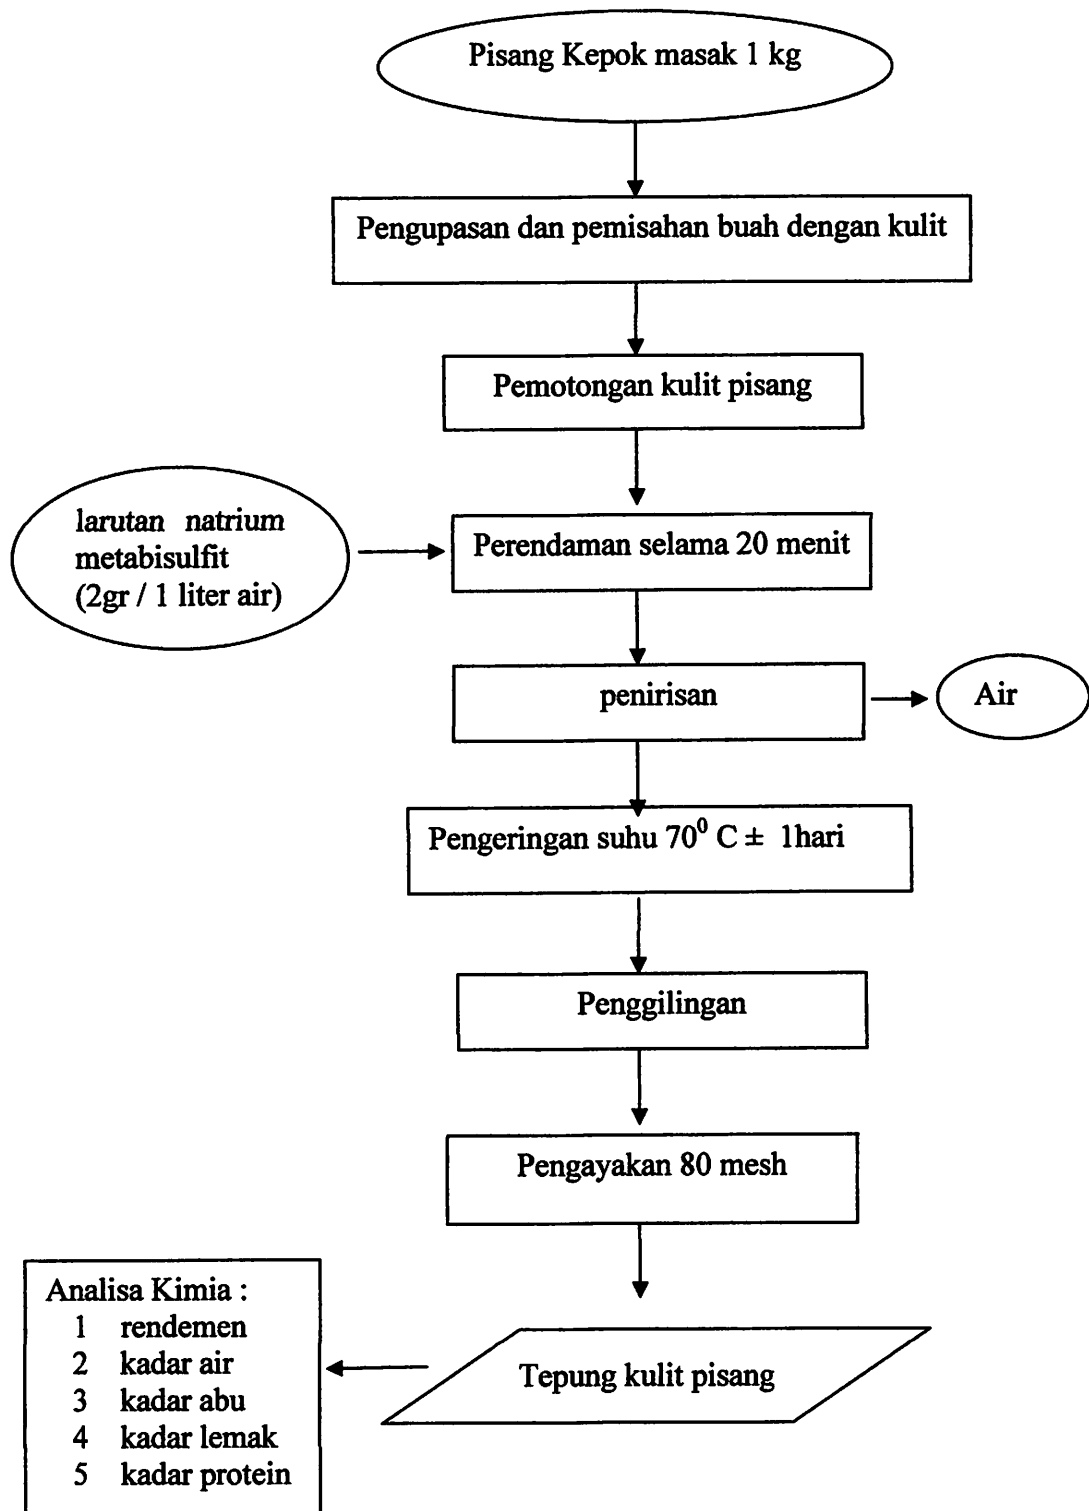 Pisang Kepok masak 1 kg
Pengupasan dan pemisahan buah dengan kulit
Pemotongan kulit pisang
larutan natrium
metabisulfit
(2gr / 1 liter air)
Perendaman selama 20 menit
penirisan
Air
Pengeringan suhu 70⁰ C ± 1hari
Penggilingan
Pengayakan 80 mesh
Tepung kulit pisang
Analisa Kimia :
1 rendemen
2 kadar air
3 kadar abu
4 kadar lemak
5 kadar protein